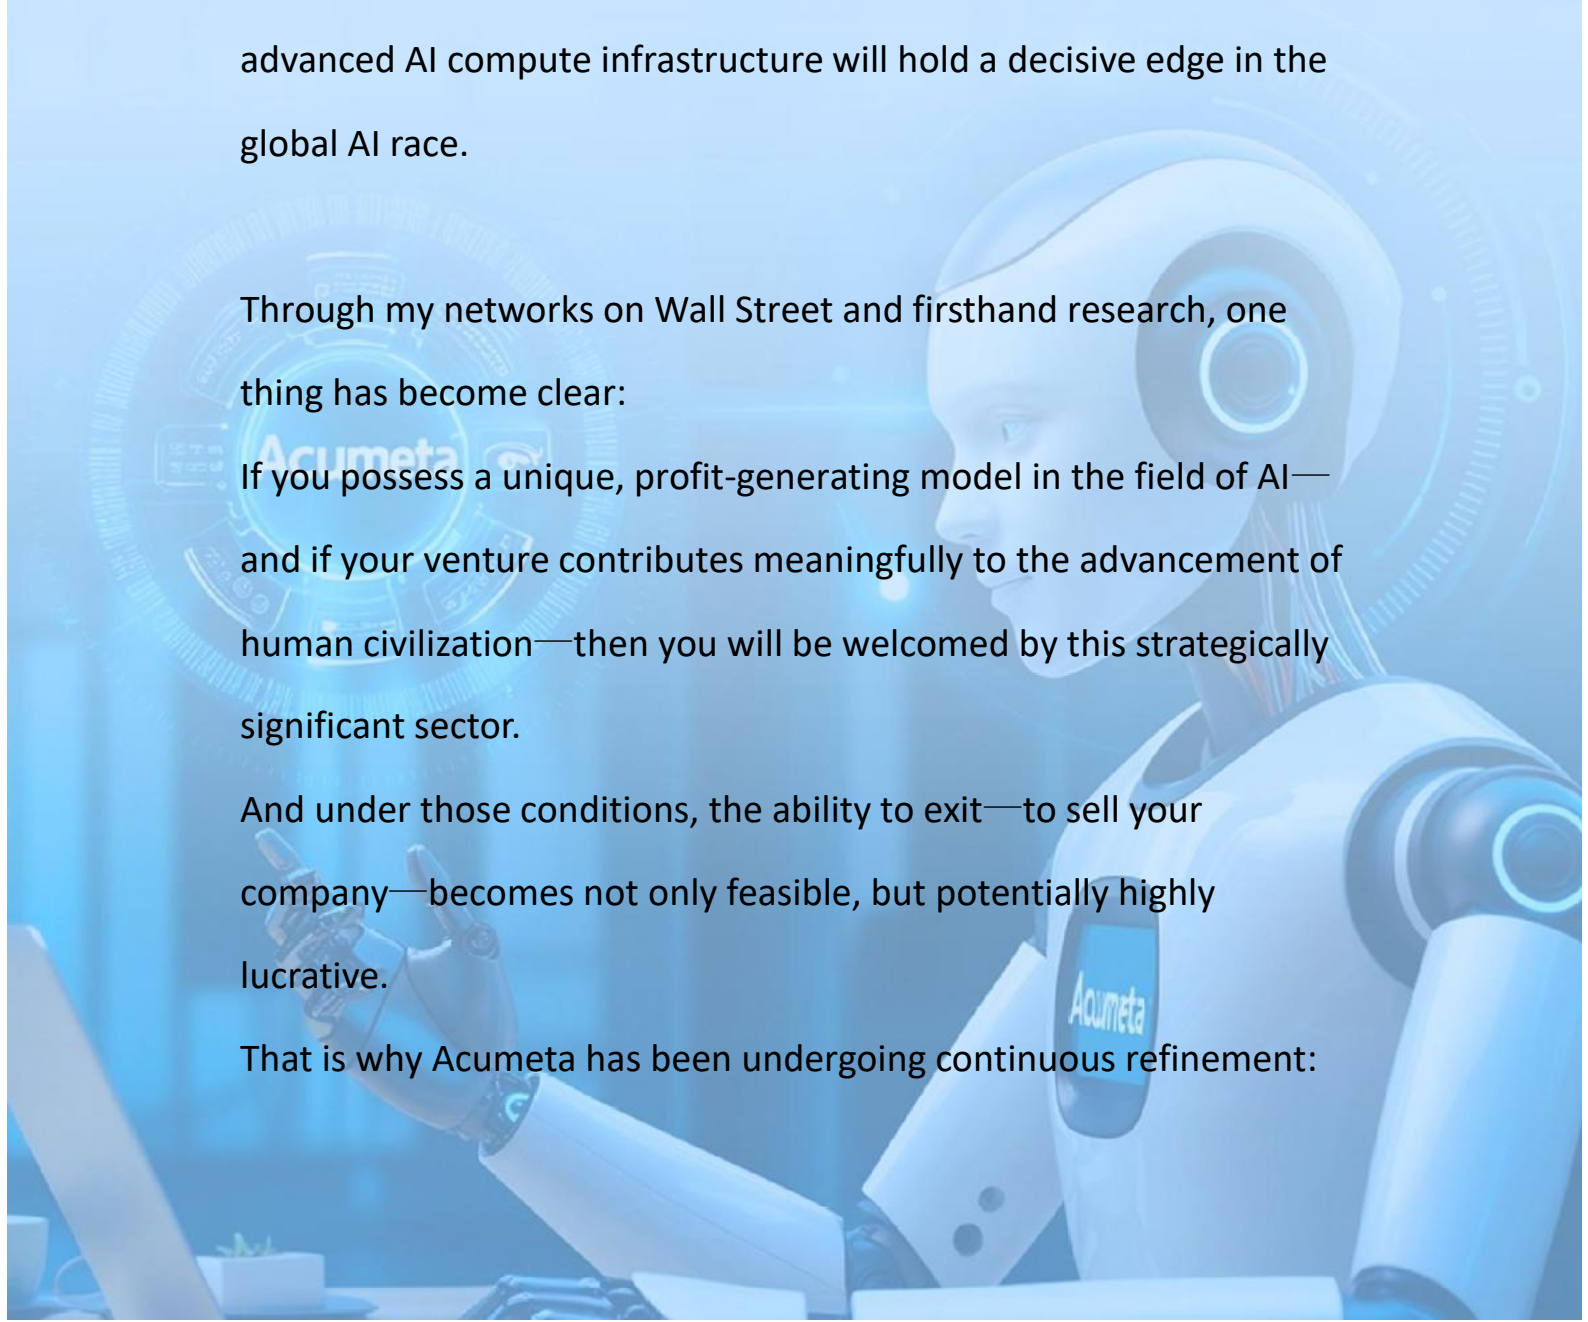 advanced AI compute infrastructure will hold a decisive edge in the
global AI race.
Through my networks on Wall Street and firsthand research, one
thing has become clear:
Acumeta
If you possess a unique, profit-generating model in the field of AI—
and if your venture contributes meaningfully to the advancement of
human civilization—then you will be welcomed by this strategically
significant sector.
And under those conditions, the ability to exit—to sell your
company—becomes not only feasible, but potentially highly
lucrative.
Acumeta
That is why Acumeta has been undergoing continuous refinement: